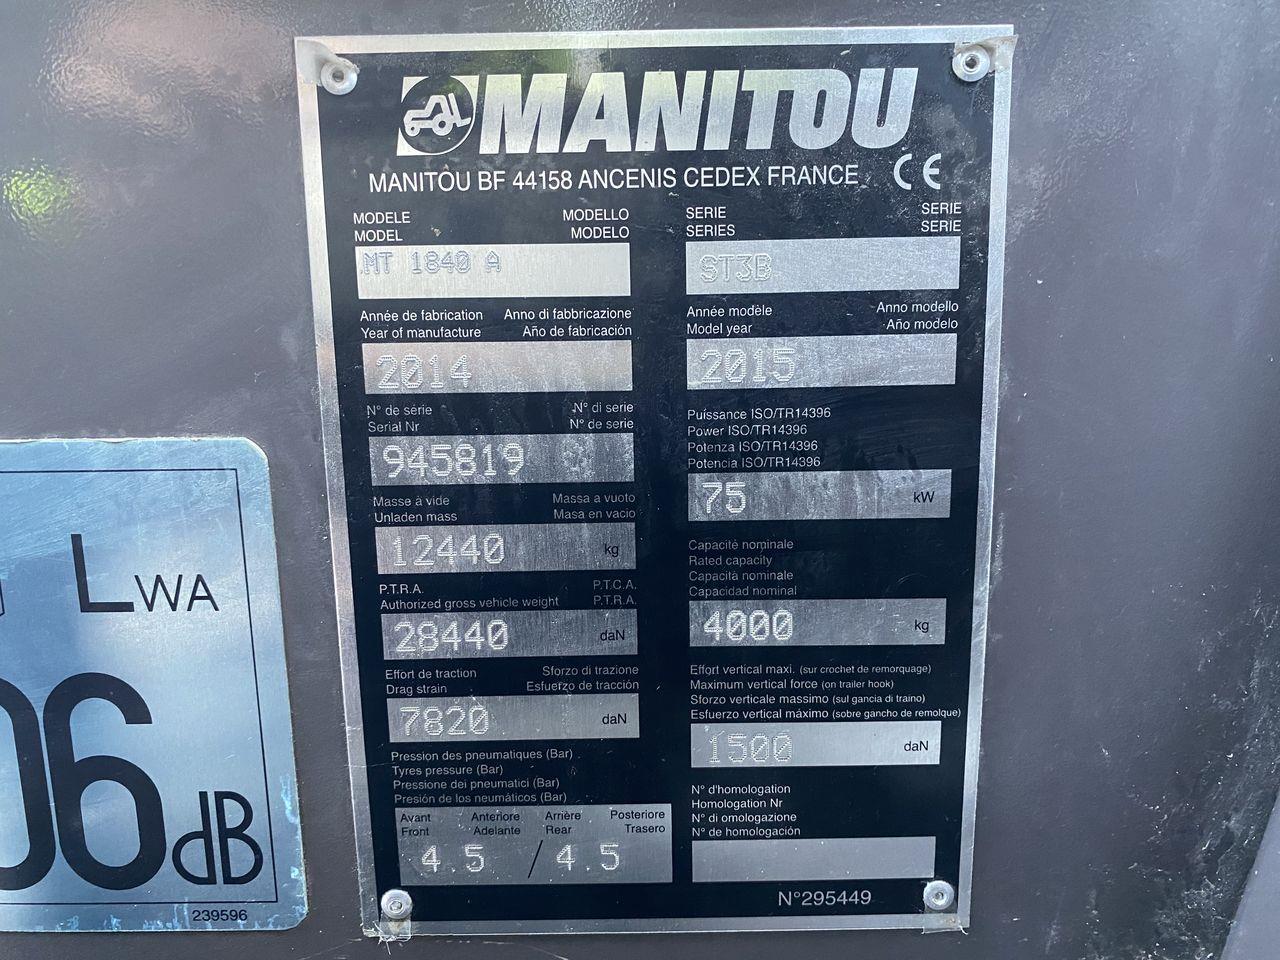 MANITOU
MANITOU BF 44158 ANCENIS CEDEX FRANCE CE
MODELE MODELLO
MODEL MODELO
MT 1840 A
SERIE SERIE
SERIES SERIE
ST3B
Année de fabrication Anno di fabbricazione
Year of manufacture Año de fabricación
2014
Année modèle Anno modello
Model year Año modelo
2015
N° de série N° di serie
Serial Nr N° de serie
945819
Puissance ISO/TR14396
Power ISO/TR14396
Potenza ISO/TR14396
Potencia ISO/TR14396
75 kW
Masse à vide Massa a vuoto
Unladen mass Masa en vacio
12440 kg
Capacité nominale
Rated capacity
Capacità nominale
Capacidad nominal
4000 kg
P.T.R.A. P.T.C.A.
Authorized gross vehicle weight P.T.R.A.
28440 daN
Effort de traction Sforzo di trazione
Drag strain Esfuerzo de tracción
7820 daN
Effort vertical maxi. (sur crochet de remorquage)
Maximum vertical force (on trailer hook)
Sforzo verticale massimo (sul gancia di traino)
Esfuerzo vertical máximo (sobre gancho de remolque)
1500 daN
Pression des pneumatiques (Bar)
Tyres pressure (Bar)
Pressione dei pneumatici (Bar)
Presión de los neumáticos (Bar)
Avant Anteriore Arrière Posteriore
Front Adelante Rear Trasero
4.5 / 4.5
N° d'homologation
Homologation Nr
N° di omologazione
N° de homologación
N°295449
LWA
06 dB
239596